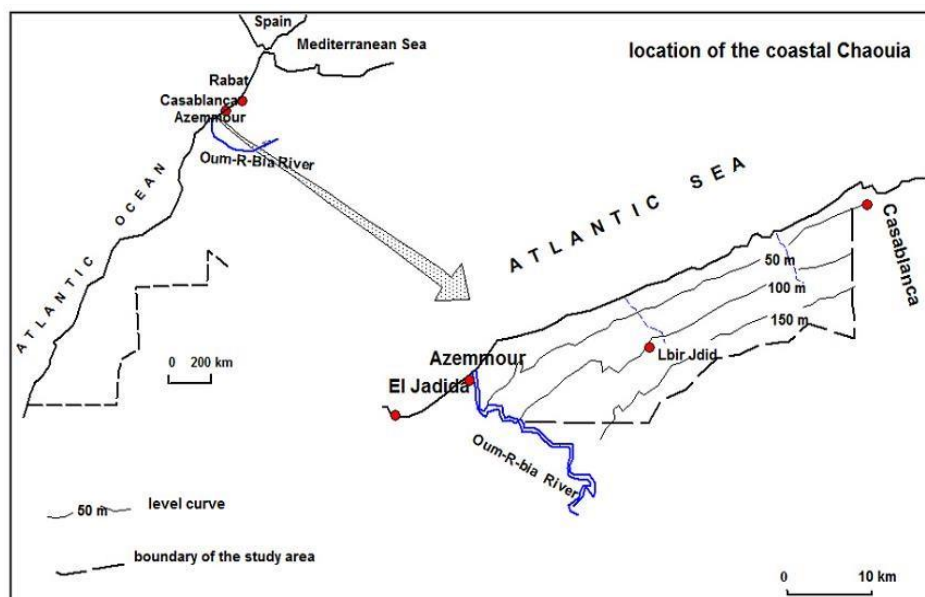 Spain
Mediterranean Sea
location of the coastal Chaouia
Rabat
Casablanca
Azemmour
Oum-R-Bia River
ATLANTIC OCEAN
0 200 km
ATLANTIC SEA
Casablanca
50 m
100 m
150 m
Lbir Jdid
Azemmour
El Jadida
Oum-R-bia River
50 m level curve
boundary of the study area
0 10 km